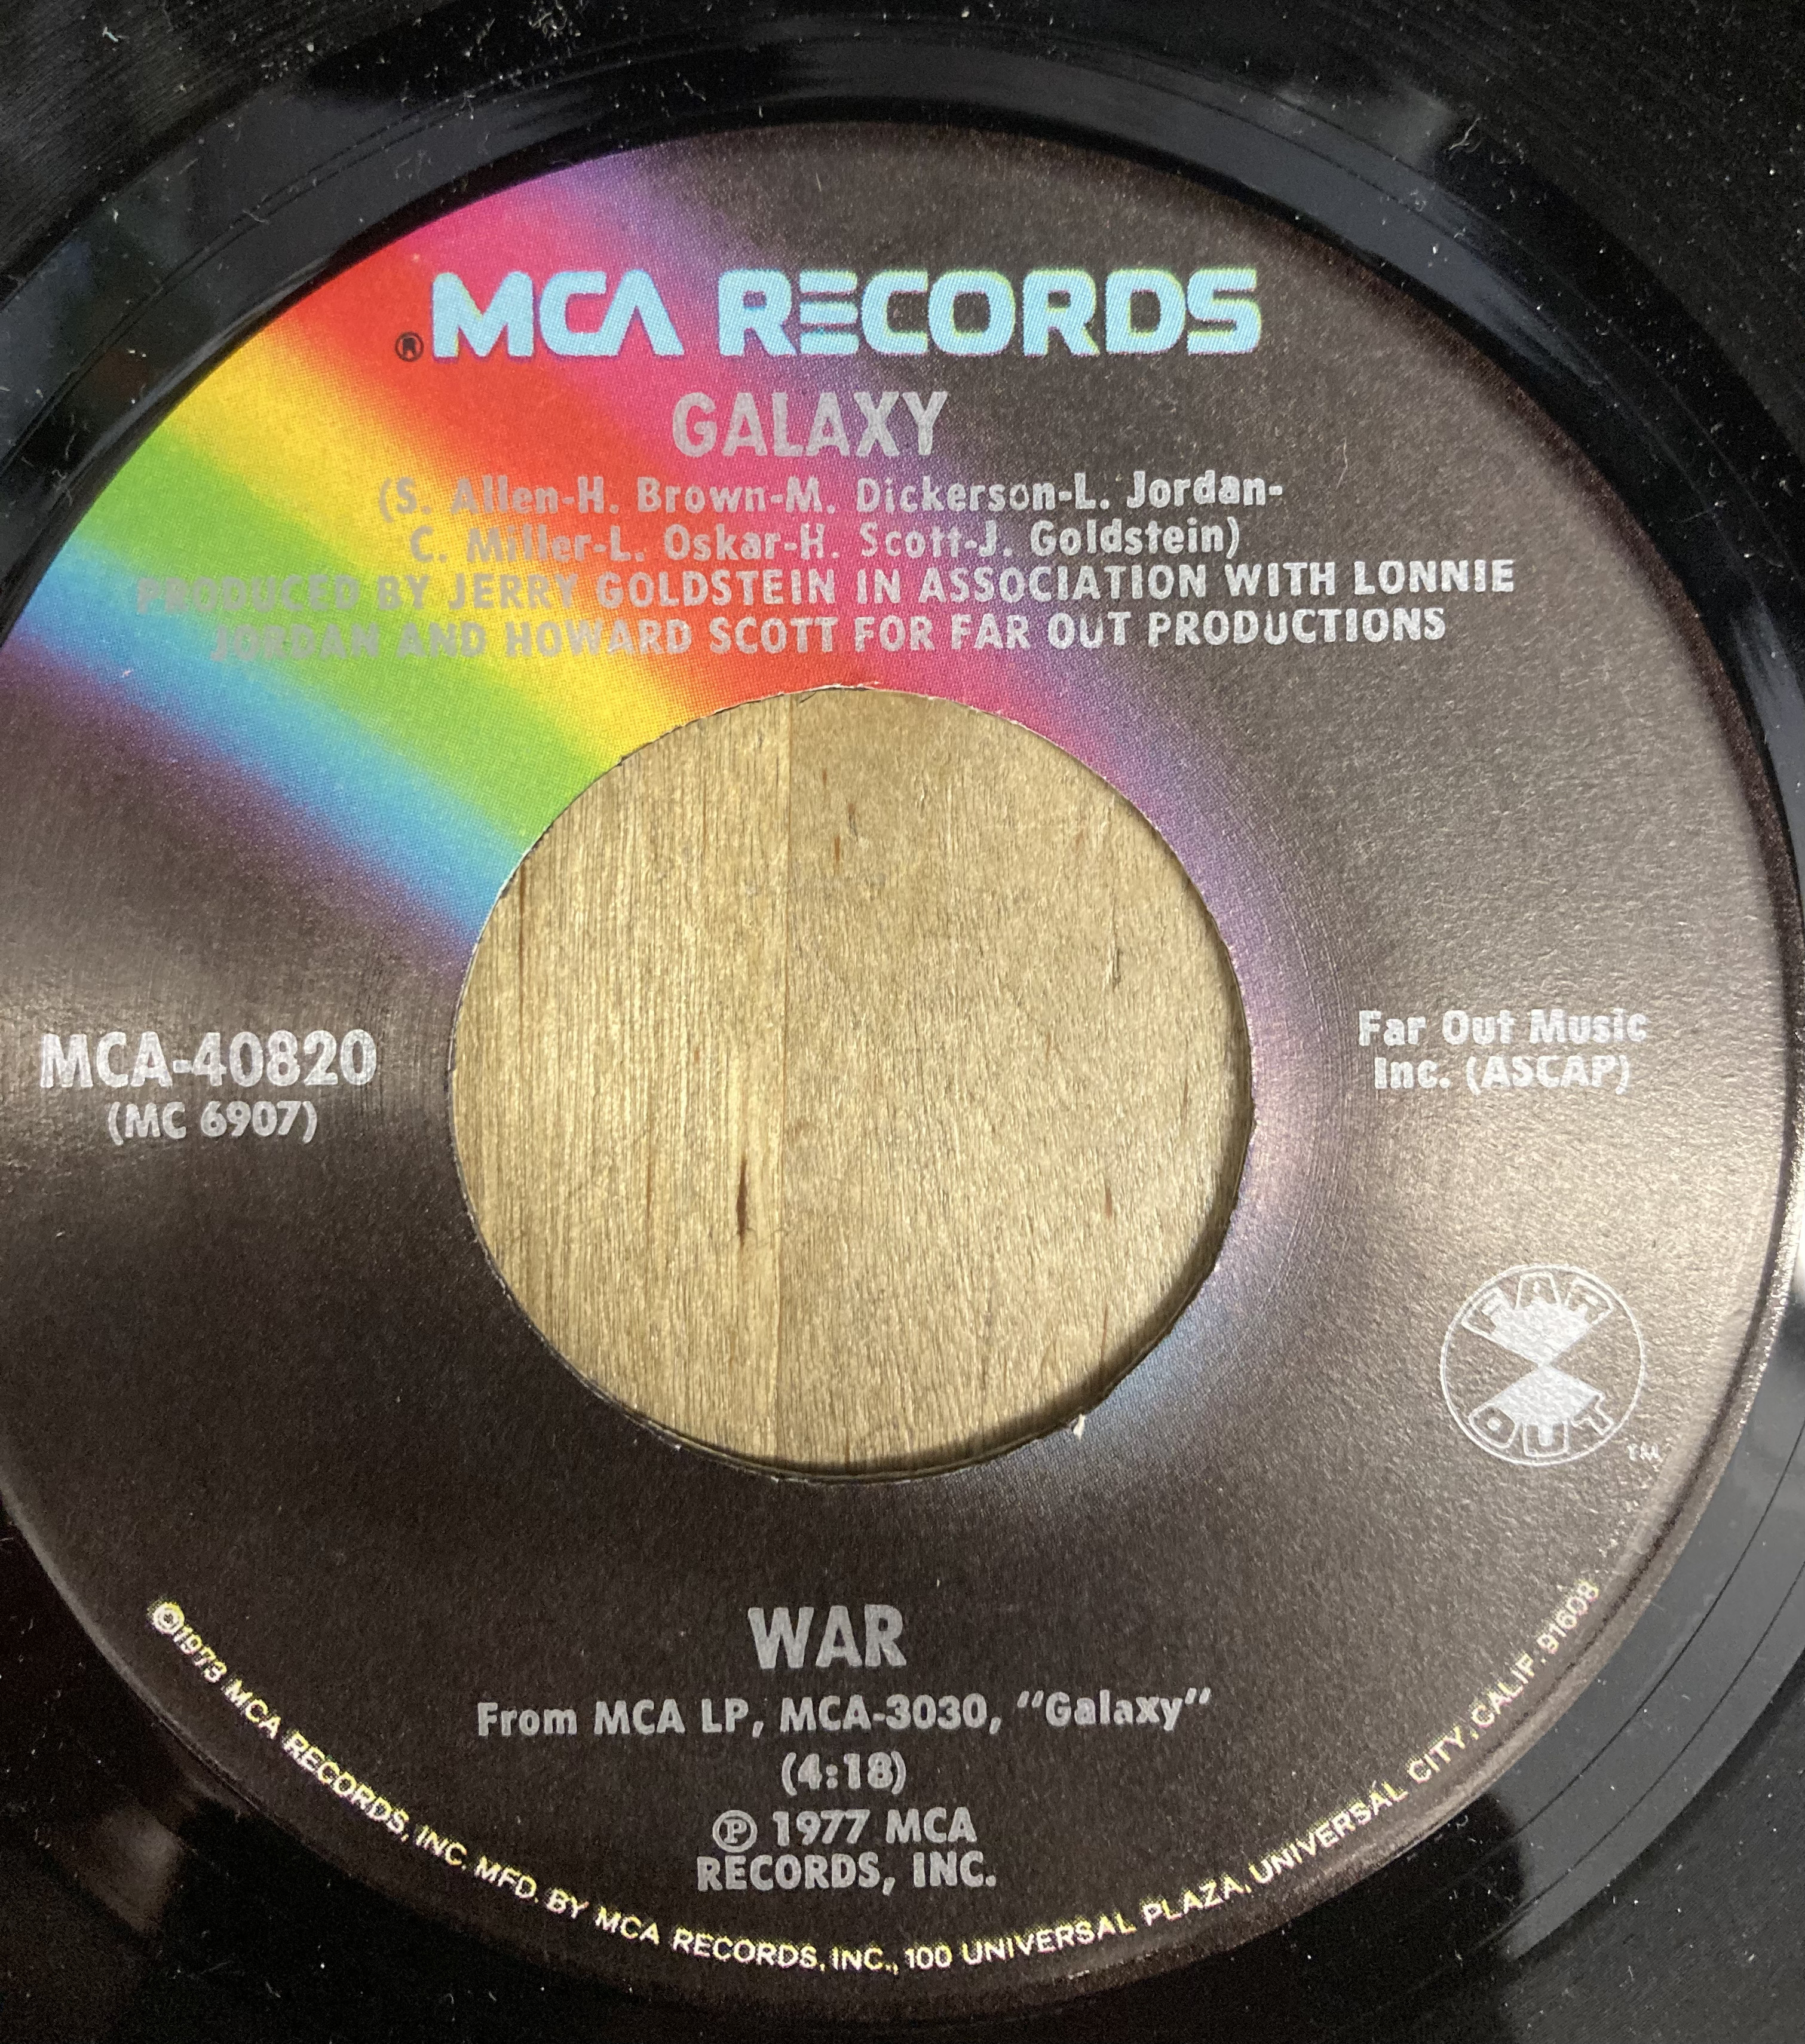 ® MCA RECORDS
GALAXY
(S. Allen-H. Brown-M. Dickerson-L. Jordan-
C. Miller-L. Oskar-H. Scott-J. Goldstein)
PRODUCED BY JERRY GOLDSTEIN IN ASSOCIATION WITH LONNIE
JORDAN AND HOWARD SCOTT FOR FAR OUT PRODUCTIONS
MCA-40820
(MC 6907)
Far Out Music
Inc. (ASCAP)
FAR
OUT
TM
WAR
From MCA LP, MCA-3030, "Galaxy"
(4:18)
℗ 1977 MCA
RECORDS, INC.
©1973 MCA RECORDS, INC. MFD. BY MCA RECORDS, INC., 100 UNIVERSAL PLAZA, UNIVERSAL CITY, CALIF. 91608